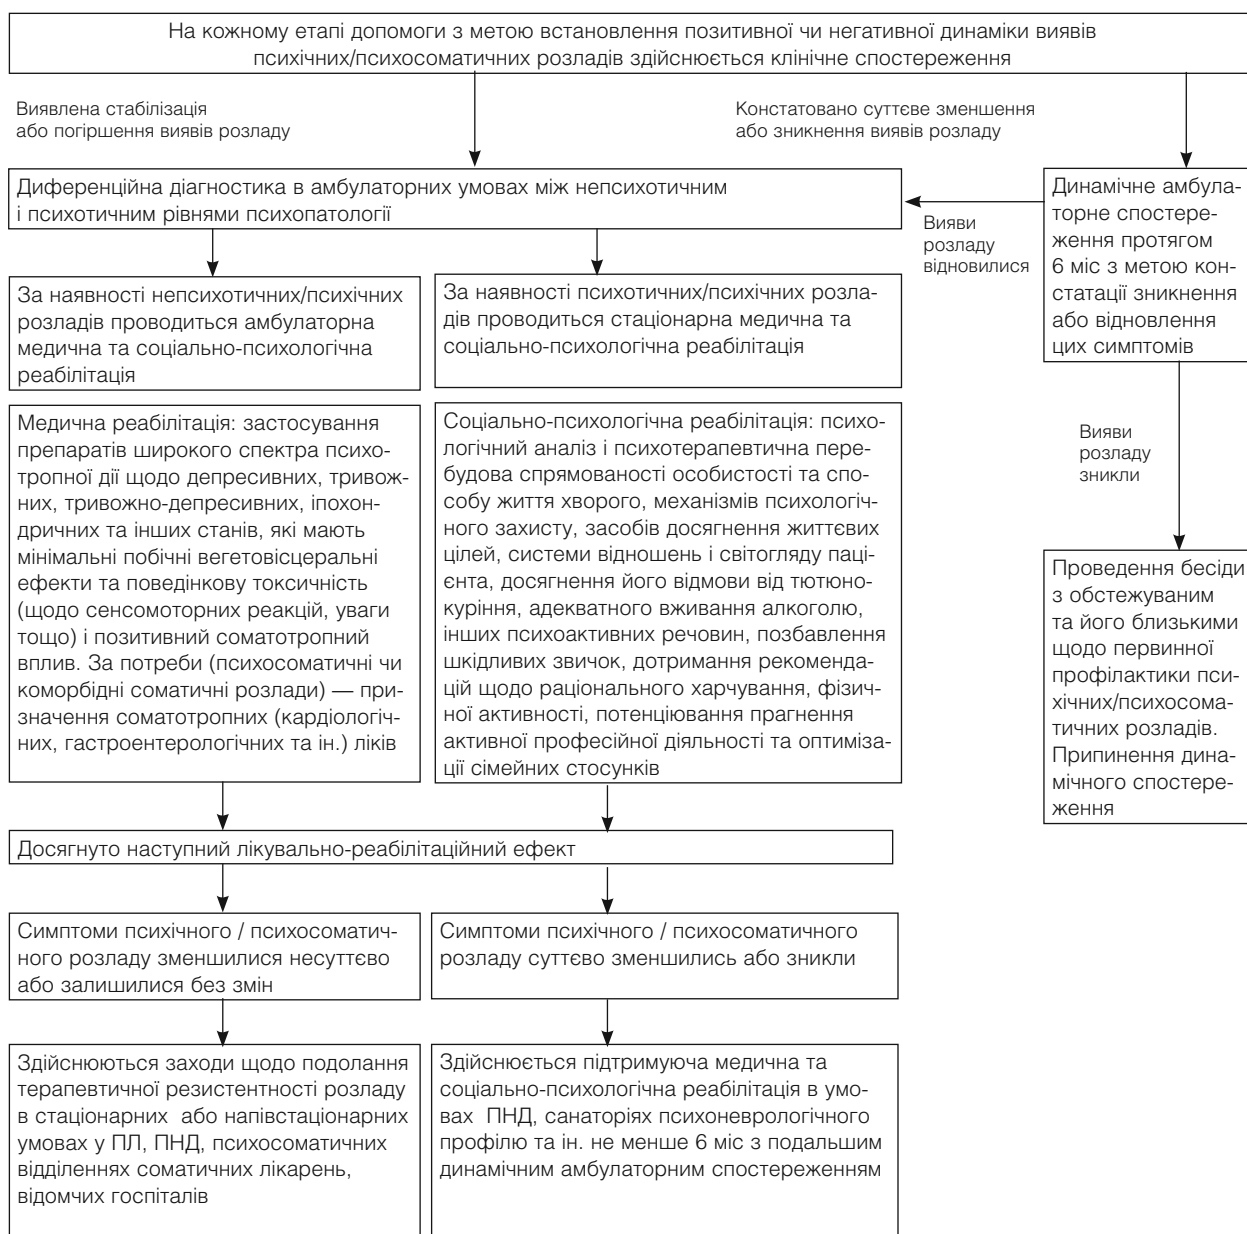 На кожному етапі допомоги з метою встановлення позитивної чи негативної динаміки виявів
психічних/психосоматичних розладів здійснюється клінічне спостереження
Виявлена стабілізація
або погіршення виявів розладу
Констатовано суттєве зменшення
або зникнення виявів розладу
Диференційна діагностика в амбулаторних умовах між непсихотичним
і психотичним рівнями психопатології
Вияви
розладу
відновилися
Динамічне амбула-
торне спостере-
ження протягом
6 міс з метою кон-
статації зникнення
або відновлення
цих симптомів
За наявності непсихотичних/психічних
розладів проводиться амбулаторна
медична та соціально-психологічна
реабілітація
За наявності психотичних/психічних розла-
дів проводиться стаціонарна медична та
соціально-психологічна реабілітація
Медична реабілітація: застосування
препаратів широкого спектра психо-
тропної дії щодо депресивних, тривож-
них, тривожно-депресивних, іпохон-
дричних та інших станів, які мають
мінімальні побічні вегетовісцеральні
ефекти та поведінкову токсичність
(щодо сенсомоторних реакцій, уваги
тощо) і позитивний соматотропний
вплив. За потреби (психосоматичні чи
коморбідні соматичні розлади) — при-
значення соматотропних (кардіологіч-
них, гастроентерологічних та ін.) ліків
Соціально-психологічна реабілітація: психо-
логічний аналіз і психотерапевтична пере-
будова спрямованості особистості та спо-
собу життя хворого, механізмів психологіч-
ного захисту, засобів досягнення життєвих
цілей, системи відношень і світогляду паці-
єнта, досягнення його відмови від тютюно-
куріння, адекватного вживання алкоголю,
інших психоактивних речовин, позбавлення
шкідливих звичок, дотримання рекоменда-
цій щодо раціонального харчування, фізич-
ної активності, потенціювання прагнення
активної професійної діяльності та оптиміза-
ції сімейних стосунків
Вияви
розладу
зникли
Проведення бесіди
з обстежуваним
та його близькими
щодо первинної
профілактики пси-
хічних/психосома-
тичних розладів.
Припинення дина-
мічного спостере-
ження
Досягнуто наступний лікувально-реабілітаційний ефект
Симптоми психічного / психосоматич-
ного розладу зменшилися несуттєво
або залишилися без змін
Симптоми психічного / психосоматичного
розладу суттєво зменшились або зникли
Здійснюються заходи щодо подолання
терапевтичної резистентності розладу
в стаціонарних або напівстаціонарних
умовах у ПЛ, ПНД, психосоматичних
відділеннях соматичних лікарень,
відомчих госпіталів
Здійснюється підтримуюча медична та
соціально-психологічна реабілітація в умо-
вах ПНД, санаторіях психоневрологічного
профілю та ін. не менше 6 міс з подальшим
динамічним амбулаторним спостереженням